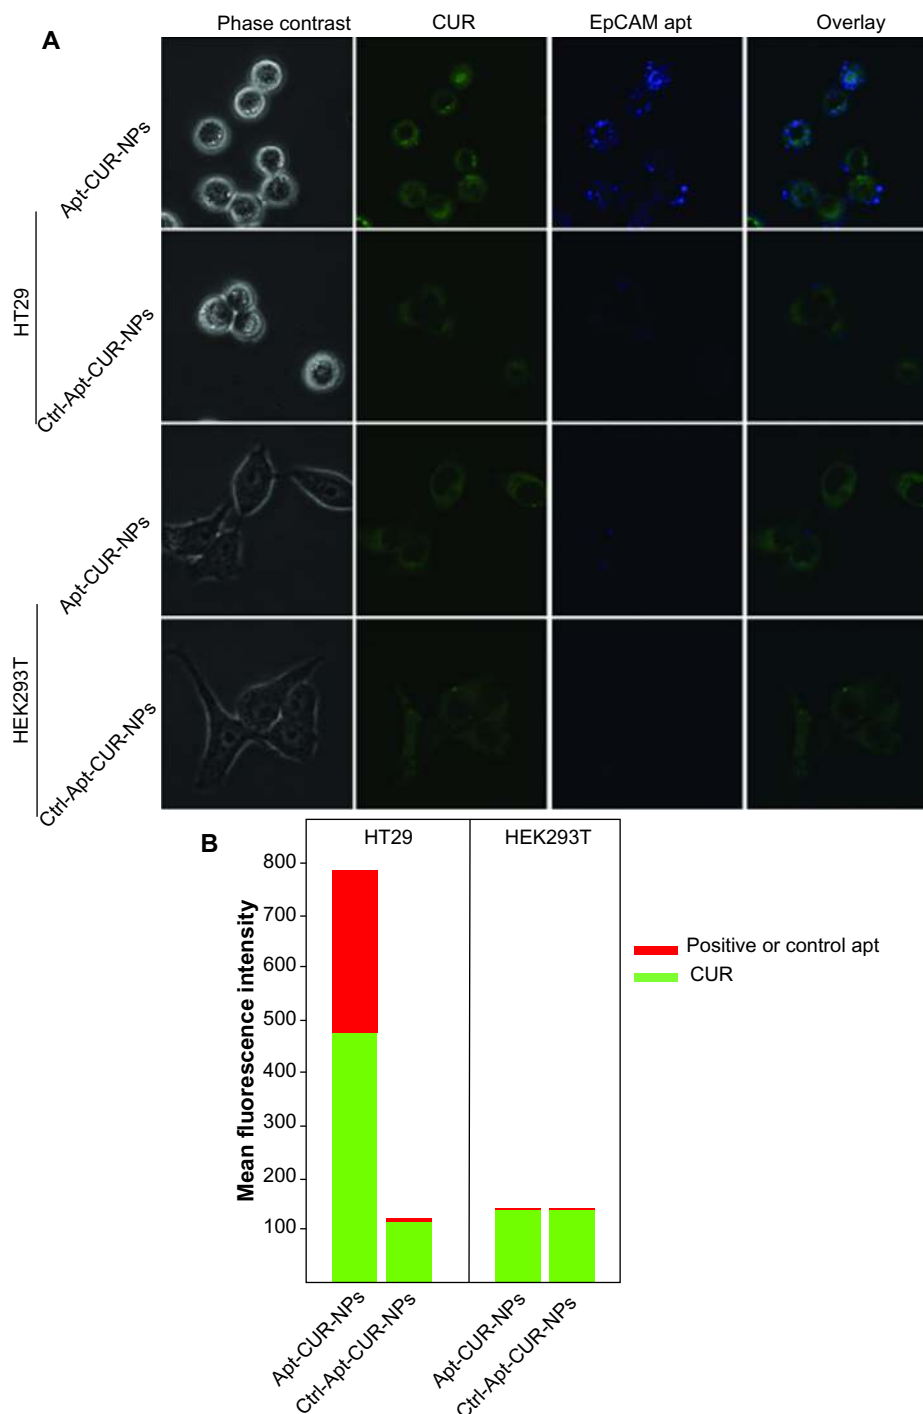 A
Phase contrast
CUR
EpCAM apt
Overlay
HT29
Apt-CUR-NPs
Ctrl-Apt-CUR-NPs
HEK293T
Apt-CUR-NPs
Ctrl-Apt-CUR-NPs
B
HT29
HEK293T
Mean fluorescence intensity
800
700
600
500
400
300
200
100
Positive or control apt
CUR
Apt-CUR-NPs
Ctrl-Apt-CUR-NPs
Apt-CUR-NPs
Ctrl-Apt-CUR-NPs